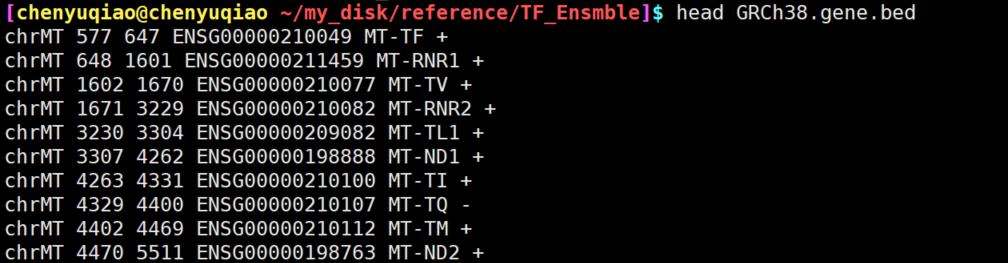 [chenyuqiao@chenyuqiao ~/my_disk/reference/TF_Ensmble]$ head GRCh38.gene.bed
chrMT 577 647 ENSG00000210049 MT-TF +
chrMT 648 1601 ENSG00000211459 MT-RNR1 +
chrMT 1602 1670 ENSG00000210077 MT-TV +
chrMT 1671 3229 ENSG00000210082 MT-RNR2 +
chrMT 3230 3304 ENSG00000209082 MT-TL1 +
chrMT 3307 4262 ENSG00000198888 MT-ND1 +
chrMT 4263 4331 ENSG00000210100 MT-TI +
chrMT 4329 4400 ENSG00000210107 MT-TQ -
chrMT 4402 4469 ENSG00000210112 MT-TM +
chrMT 4470 5511 ENSG00000198763 MT-ND2 +